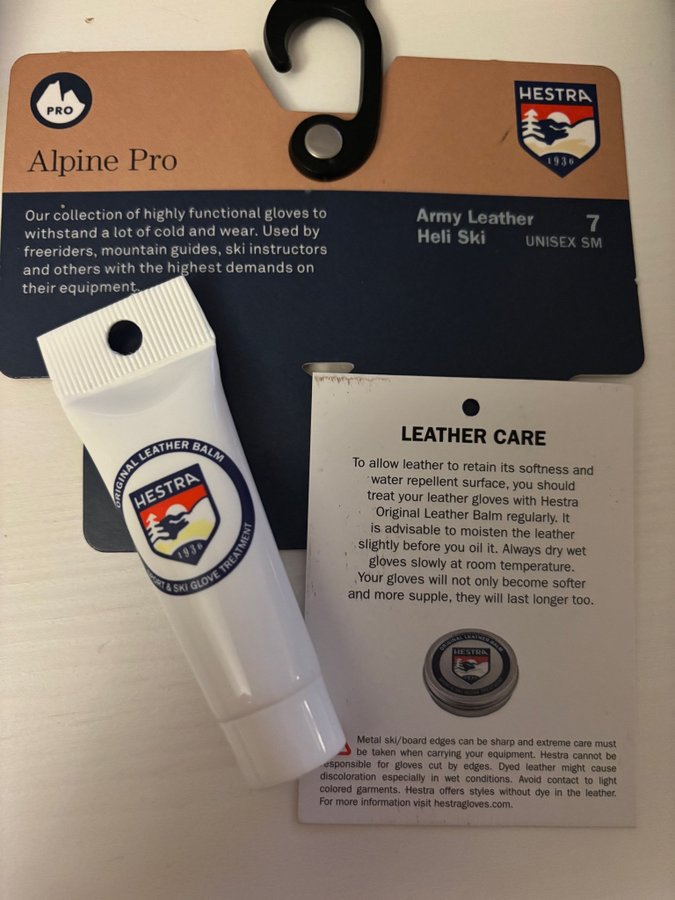 PRO
HESTRA
1936
Alpine Pro
Our collection of highly functional gloves to
withstand a lot of cold and wear. Used by
freeriders, mountain guides, ski instructors
and others with the highest demands on
their equipment.
Army Leather
Heli Ski
7
UNISEX SM
ORIGINAL LEATHER BALM
HESTRA
1936
& SKI GLOVE TREATMENT
LEATHER CARE
To allow leather to retain its softness and
water repellent surface, you should
treat your leather gloves with Hestra
Original Leather Balm regularly. It
is advisable to moisten the leather
slightly before you oil it. Always dry wet
gloves slowly at room temperature.
Your gloves will not only become softer
and more supple, they will last longer too.
ORIGINAL LEATHER BALM
HESTRA
Metal ski/board edges can be sharp and extreme care must
be taken when carrying your equipment. Hestra cannot be
responsible for gloves cut by edges. Dyed leather might cause
discoloration especially in wet conditions. Avoid contact to light
colored garments. Hestra offers styles without dye in the leather.
For more information visit hestragloves.com.